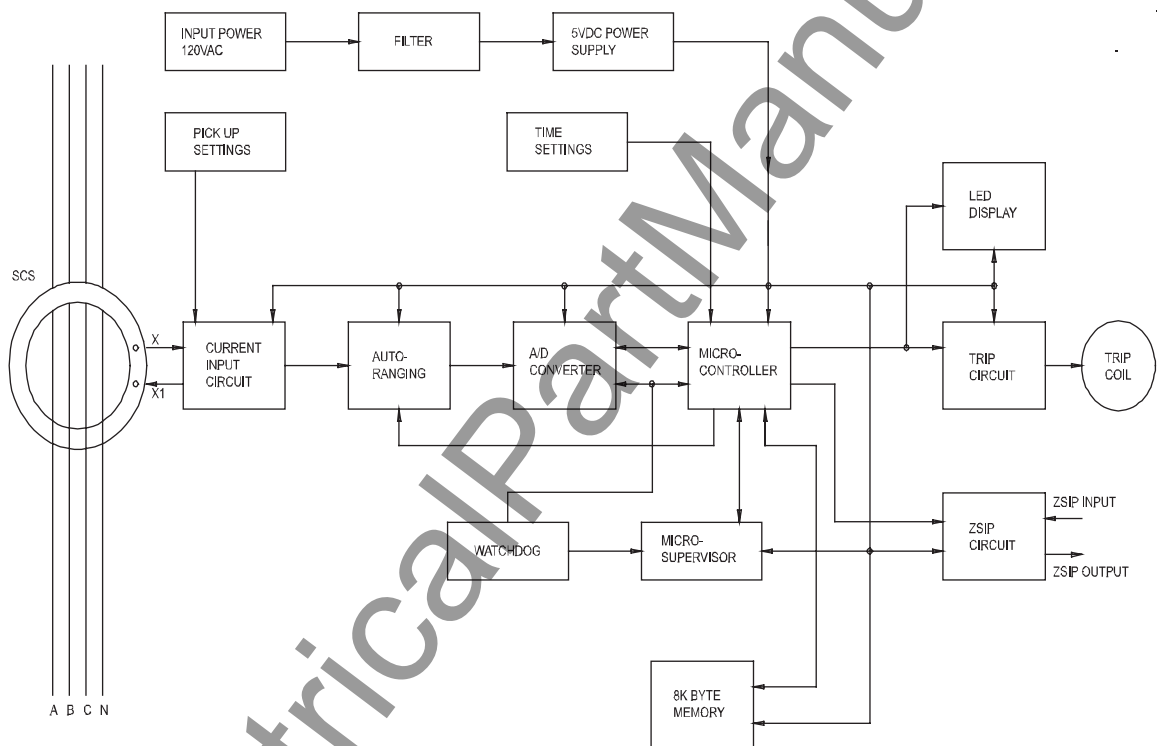 INPUT POWER
120VAC
FILTER
5VDC POWER
SUPPLY
PICK UP
SETTINGS
TIME
SETTINGS
LED
DISPLAY
SCS
X
X1
CURRENT
INPUT
CIRCUIT
AUTO-
RANGING
A/D
CONVERTER
MICRO-
CONTROLLER
TRIP
CIRCUIT
TRIP
COIL
WATCHDOG
MICRO-
SUPERVISOR
ZSIP
CIRCUIT
ZSIP INPUT
ZSIP OUTPUT
8K BYTE
MEMORY
A B C N
tricalPartManu